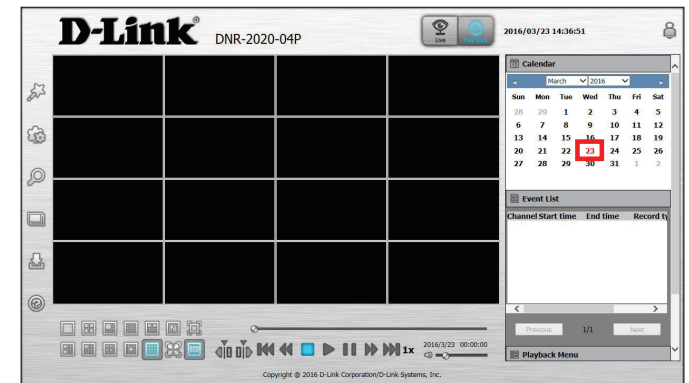 D-Link® DNR-2020-04P
Live Playback
2016/03/23 14:36:51
Calendar
< March 2016 >
Sun Mon Tue Wed Thu Fri Sat
28 29 1 2 3 4 5
6 7 8 9 10 11 12
13 14 15 16 17 18 19
20 21 22 23 24 25 26
27 28 29 30 31 1 2
Event List
Channel Start time End time Record ty
Previous 1/1 Next
1x 2016/3/23 00:00:00
Playback Menu
Copyright @ 2016 D-Link Corporation/D-Link Systems, Inc.